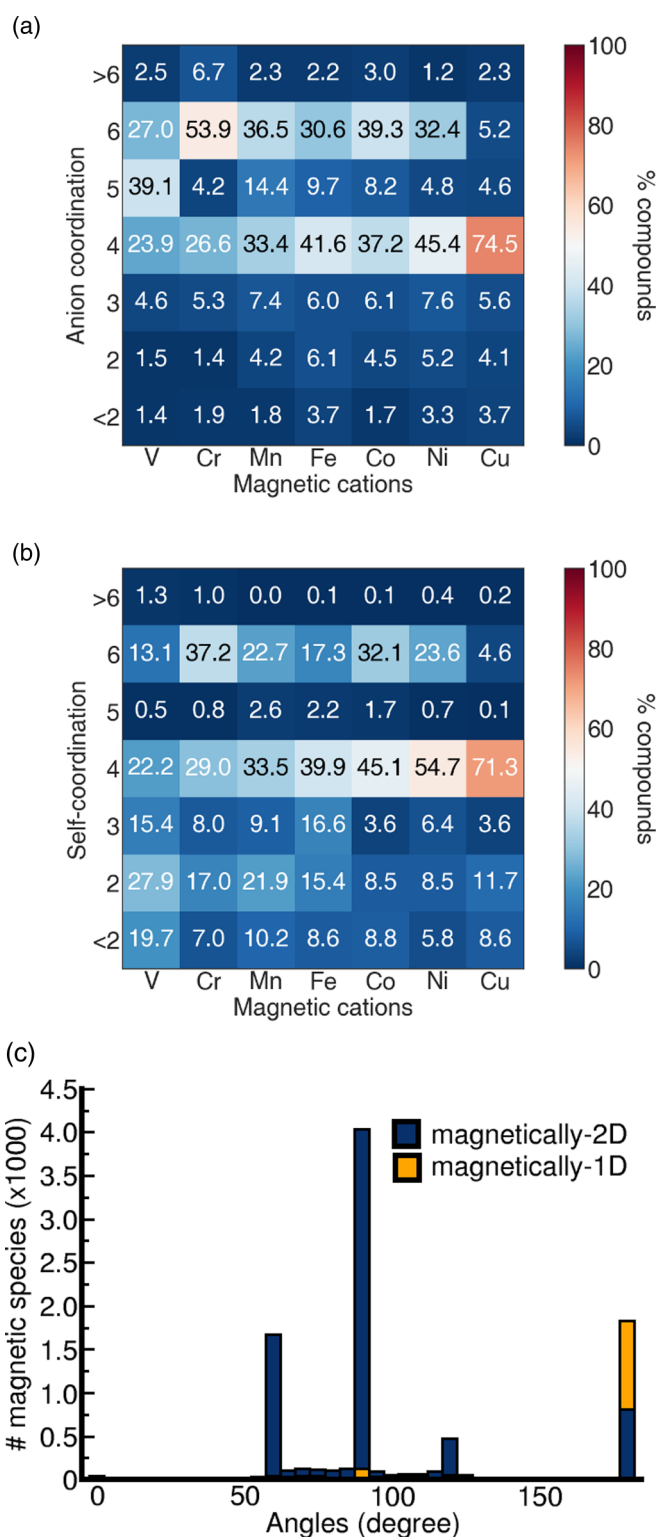 (a)
>6 2.5 6.7 2.3 2.2 3.0 1.2 2.3
6 27.0 53.9 36.5 30.6 39.3 32.4 5.2
5 39.1 4.2 14.4 9.7 8.2 4.8 4.6
4 23.9 26.6 33.4 41.6 37.2 45.4 74.5
3 4.6 5.3 7.4 6.0 6.1 7.6 5.6
2 1.5 1.4 4.2 6.1 4.5 5.2 4.1
<2 1.4 1.9 1.8 3.7 1.7 3.3 3.7
V Cr Mn Fe Co Ni Cu
Magnetic cations
Anion coordination
100
80
60
40
20
0
% compounds
(b)
>6 1.3 1.0 0.0 0.1 0.1 0.4 0.2
6 13.1 37.2 22.7 17.3 32.1 23.6 4.6
5 0.5 0.8 2.6 2.2 1.7 0.7 0.1
4 22.2 29.0 33.5 39.9 45.1 54.7 71.3
3 15.4 8.0 9.1 16.6 3.6 6.4 3.6
2 27.9 17.0 21.9 15.4 8.5 8.5 11.7
<2 19.7 7.0 10.2 8.6 8.8 5.8 8.6
V Cr Mn Fe Co Ni Cu
Magnetic cations
Self-coordination
100
80
60
40
20
0
% compounds
(c)
4.5
4.0
3.5
3.0
2.5
2.0
1.5
1.0
0.5
0
# magnetic species (x1000)
magnetically-2D
magnetically-1D
0 50 100 150
Angles (degree)